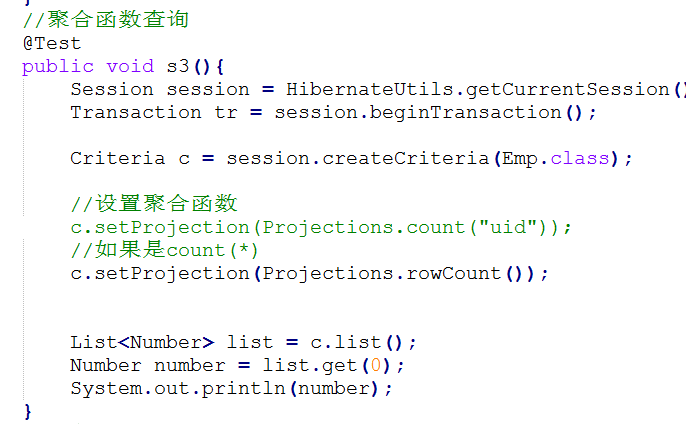 }
//聚合函数查询
@Test
public void s3(){
    Session session = HibernateUtils.getCurrentSession()
    Transaction tr = session.beginTransaction();
    Criteria c = session.createCriteria(Emp.class);
    //设置聚合函数
    c.setProjection(Projections.count("uid"));
    //如果是count(*)
    c.setProjection(Projections.rowCount());
    List<Number> list = c.list();
    Number number = list.get(0);
    System.out.println(number);
}